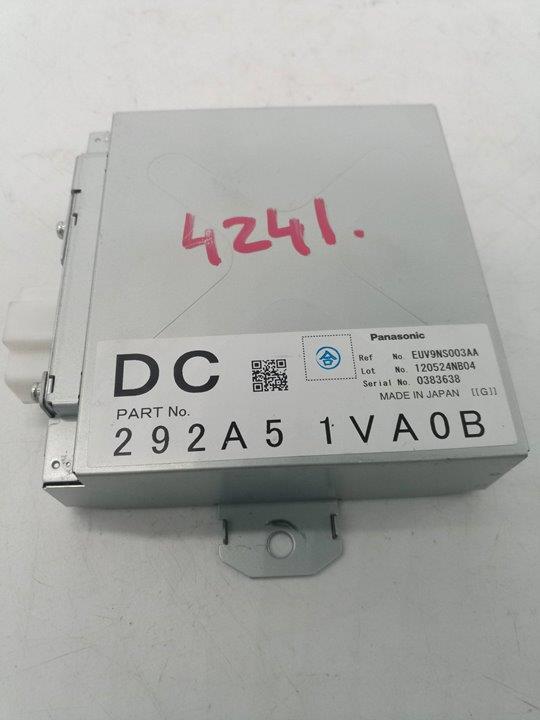 4241.
Panasonic
DC
合
Ref No. EUV9NS003AA
Lot No. 120524NB04
Serial No. 0383638
MADE IN JAPAN [[G]]
PART No.
292A5 1VA0B